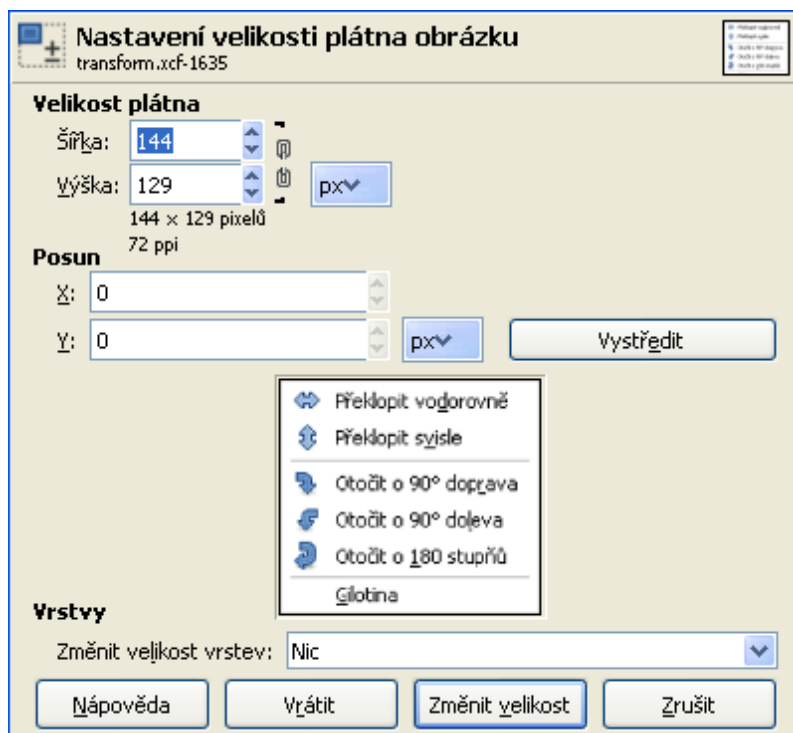 Nastavení velikosti plátna obrázku
transform.xcf-1635
Velikost plátna
Šířka: 144
Výška: 129 px
144 × 129 pixelů
72 ppi
Posun
X: 0
Y: 0 px Vystředit
Překlopit vodorovně
Překlopit svisle
Otočit o 90° doprava
Otočit o 90° doleva
Otočit o 180 stupňů
Gilotina
Vrstvy
Změnit velikost vrstev: Nic
Nápověda Vrátit Změnit velikost Zrušit